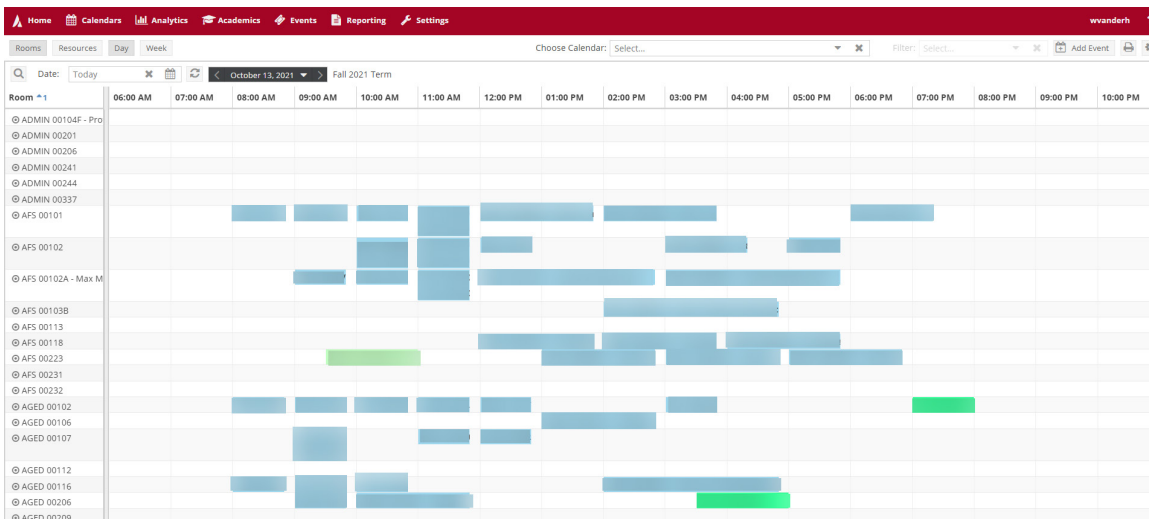 Home Calendars Analytics Academics Events Reporting Settings wvanderh
Rooms Resources Day Week Choose Calendar: Select... Filter: Select... Add Event
Date: Today October 13, 2021 Fall 2021 Term
Room 1 06:00 AM 07:00 AM 08:00 AM 09:00 AM 10:00 AM 11:00 AM 12:00 PM 01:00 PM 02:00 PM 03:00 PM 04:00 PM 05:00 PM 06:00 PM 07:00 PM 08:00 PM 09:00 PM 10:00 PM
ADMIN 00104F - Pro
ADMIN 00201
ADMIN 00206
ADMIN 00241
ADMIN 00244
ADMIN 00337
AFS 00101
AFS 00102
AFS 00102A - Max M
AFS 00103B
AFS 00113
AFS 00118
AFS 00223
AFS 00231
AFS 00232
AGED 00102
AGED 00106
AGED 00107
AGED 00112
AGED 00116
AGED 00206
AGED 00209